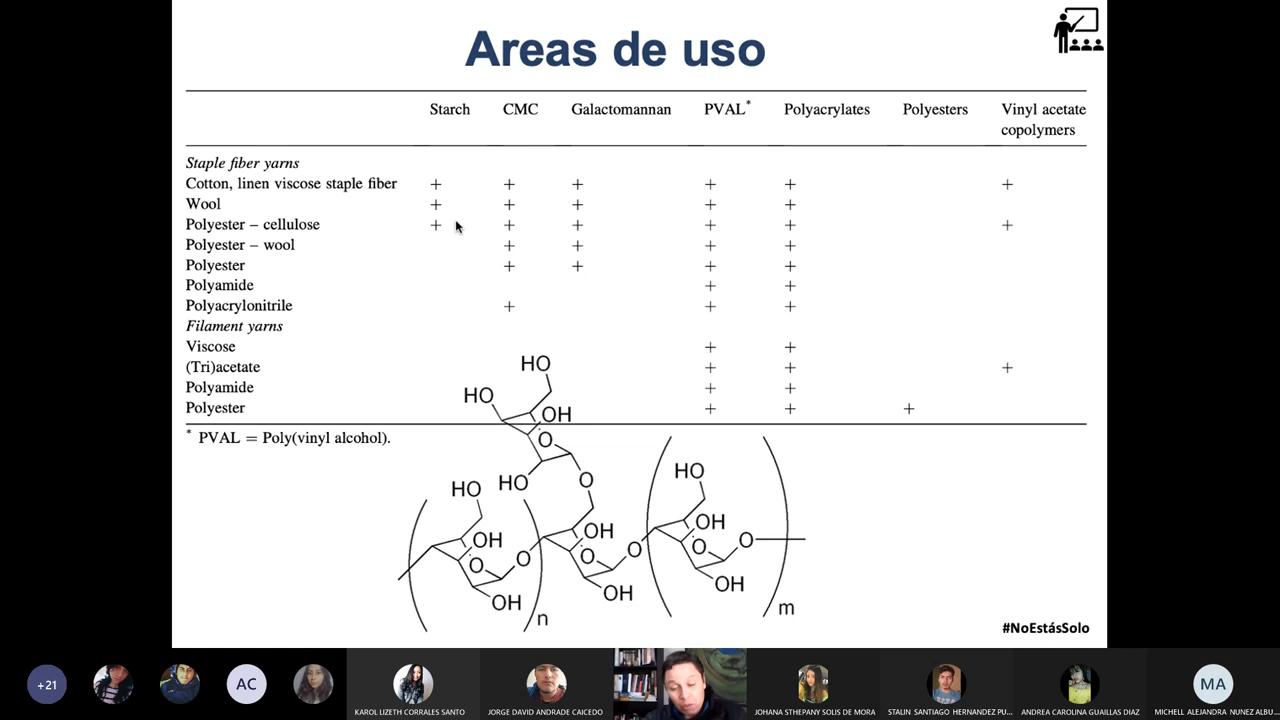 Areas de uso
Starch CMC Galactomannan PVAL* Polyacrylates Polyesters Vinyl acetate
copolymers
Staple fiber yarns
Cotton, linen viscose staple fiber + + + + + +
Wool + + + + +
Polyester – cellulose + + + + + +
Polyester – wool + + + +
Polyester + + + +
Polyamide + +
Polyacrylonitrile + + +
Filament yarns
Viscose + +
(Tri)acetate + + +
Polyamide + +
Polyester + + +
* PVAL = Poly(vinyl alcohol).
HO
HO
OH
O
HO
O
HO
OH
O
OH
O
n
OH
O
OH
O
HO
OH
O
OH
O
m
#NoEstásSolo
+21
AC
KAROL LIZETH CORRALES SANTO
JORGE DAVID ANDRADE CAICEDO
JOHANA STHEPANY SOLIS DE MORA
STALIN SANTIAGO HERNANDEZ PU...
ANDREA CAROLINA GUAILLAS DIAZ
MA
MICHELL ALEJANDRA NUNEZ ALBU...